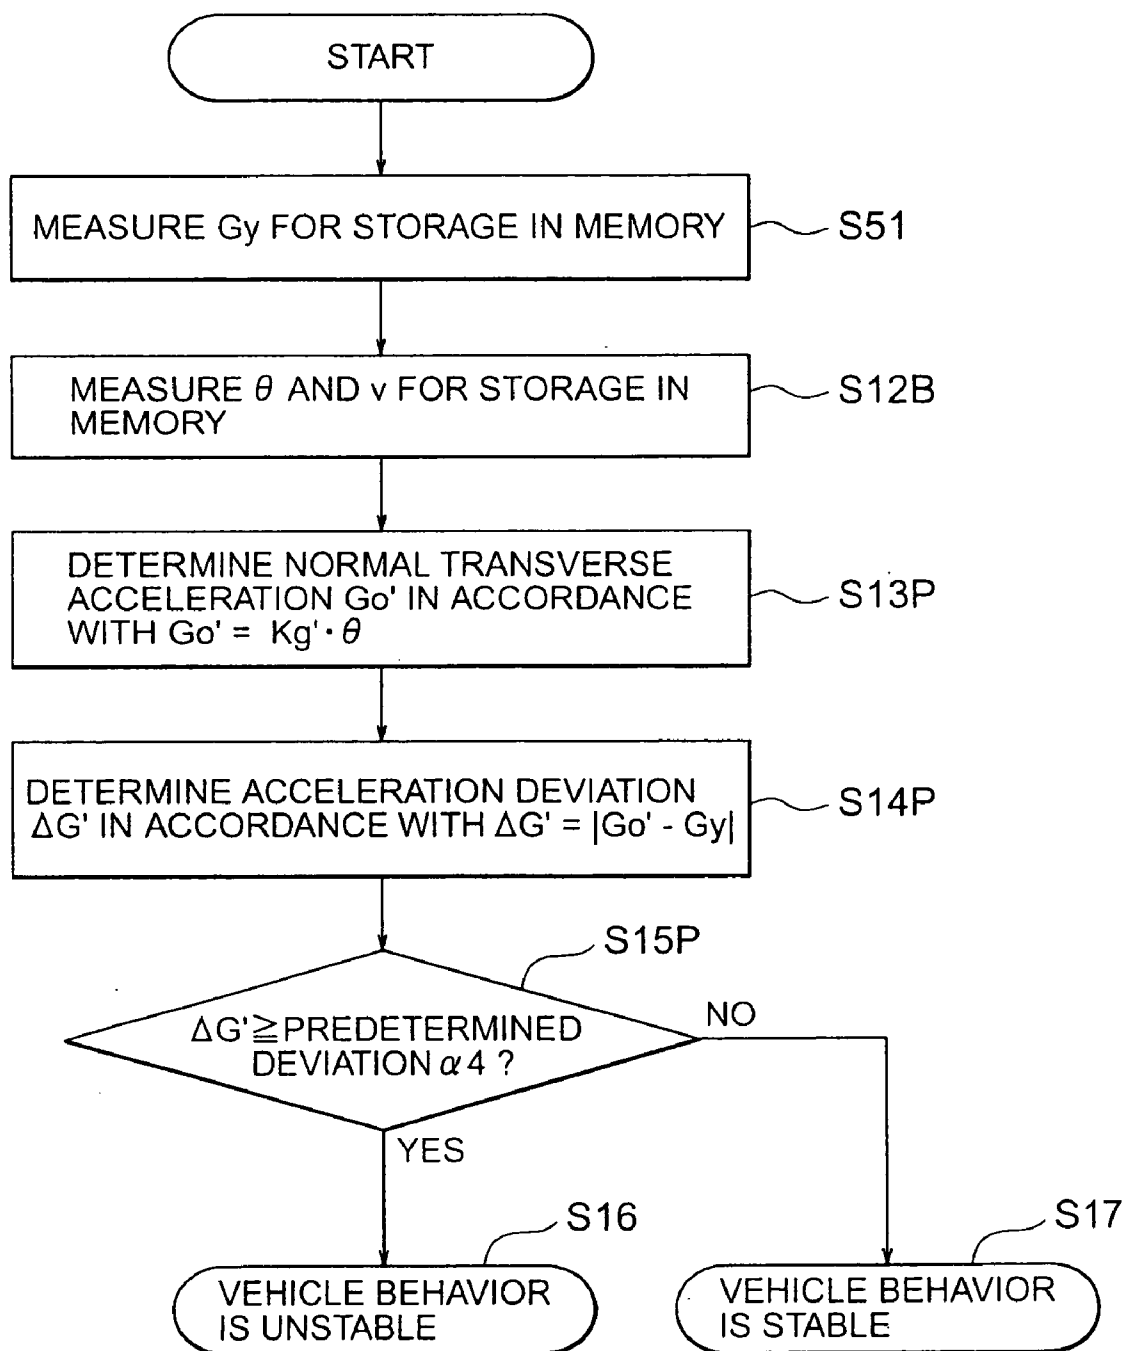 START
MEASURE Gy FOR STORAGE IN MEMORY
S51
MEASURE θ AND v FOR STORAGE IN
MEMORY
S12B
DETERMINE NORMAL TRANSVERSE
ACCELERATION Go' IN ACCORDANCE
WITH Go' = Kg'·θ
S13P
DETERMINE ACCELERATION DEVIATION
ΔG' IN ACCORDANCE WITH ΔG' = |Go' - Gy|
S14P
S15P
ΔG'≧PREDETERMINED
DEVIATION α4 ?
NO
YES
S16
VEHICLE BEHAVIOR
IS UNSTABLE
S17
VEHICLE BEHAVIOR
IS STABLE